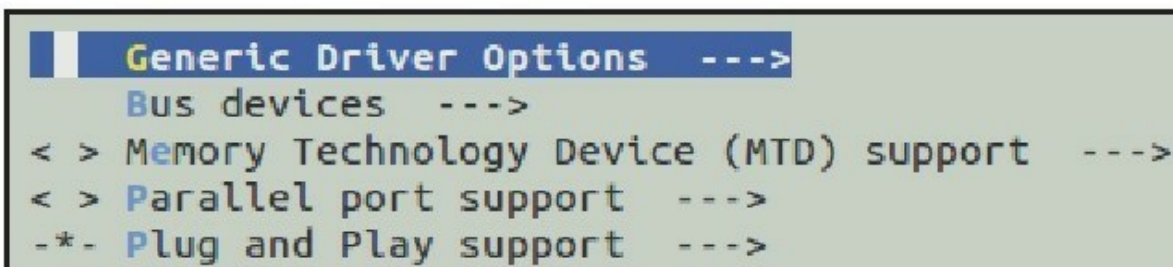 Generic Driver Options --->
Bus devices --->
< > Memory Technology Device (MTD) support --->
< > Parallel port support --->
-*- Plug and Play support --->